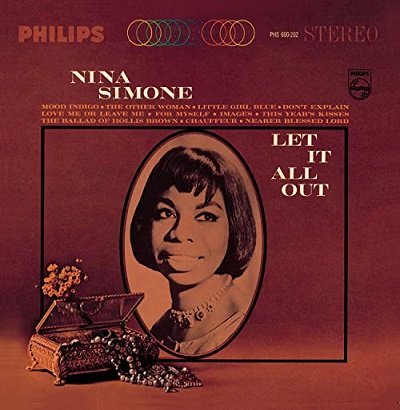 PHILIPS
PHS 600-202 STEREO
NINA
SIMONE
PHILIPS
MOOD INDIGO • THE OTHER WOMAN • LITTLE GIRL BLUE • DON'T EXPLAIN
LOVE ME OR LEAVE ME • FOR MYSELF • IMAGES • THIS YEAR'S KISSES
THE BALLAD OF HOLLIS BROWN • CHAUFFEUR • NEARER BLESSED LORD
LET
IT
ALL
OUT